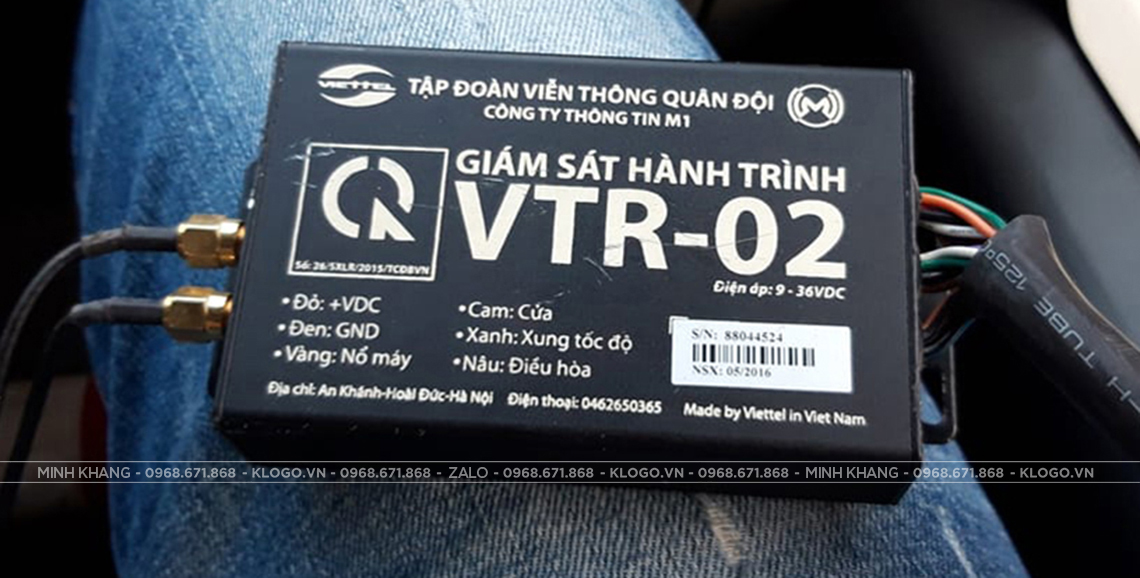 VIETTEL
TẬP ĐOÀN VIỄN THÔNG QUÂN ĐỘI
CÔNG TY THÔNG TIN M1
M
GIÁM SÁT HÀNH TRÌNH
VTR-02
Số: 26/SXLR/2015/TCĐBVN
Điện áp: 9 - 36VDC
• Đỏ: +VDC
• Đen: GND
• Vàng: Nổ máy
• Cam: Cửa
• Xanh: Xung tốc độ
• Nâu: Điều hòa
S/N: 88044524
NSX: 05/2016
Địa chỉ: An Khánh-Hoài Đức-Hà Nội Điện thoại: 0462650365 Made by Viettel in Viet Nam
H TUBE 125°
MINH KHANG - 0968.671.868 - KLOGO.VN - 0968.671.868 - ZALO - 0968.671.868 - KLOGO.VN - 0968.671.868 - MINH KHANG - 0968.671.868 - KLOGO.VN